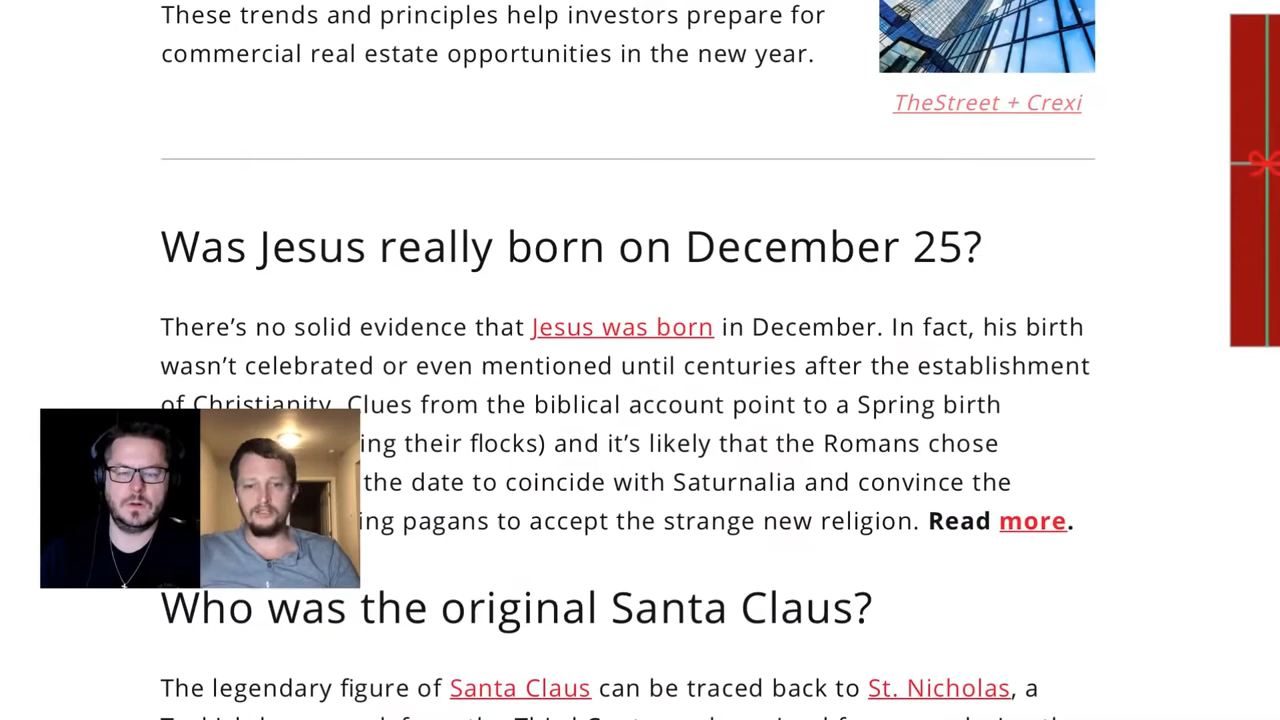 These trends and principles help investors prepare for
commercial real estate opportunities in the new year.
TheStreet + Crexi
Was Jesus really born on December 25?
There’s no solid evidence that Jesus was born in December. In fact, his birth
wasn’t celebrated or even mentioned until centuries after the establishment
of Christianity. Clues from the biblical account point to a Spring birth
their flocks) and it’s likely that the Romans chose
the date to coincide with Saturnalia and convince the
pagans to accept the strange new religion. Read more.
Who was the original Santa Claus?
The legendary figure of Santa Claus can be traced back to St. Nicholas, a